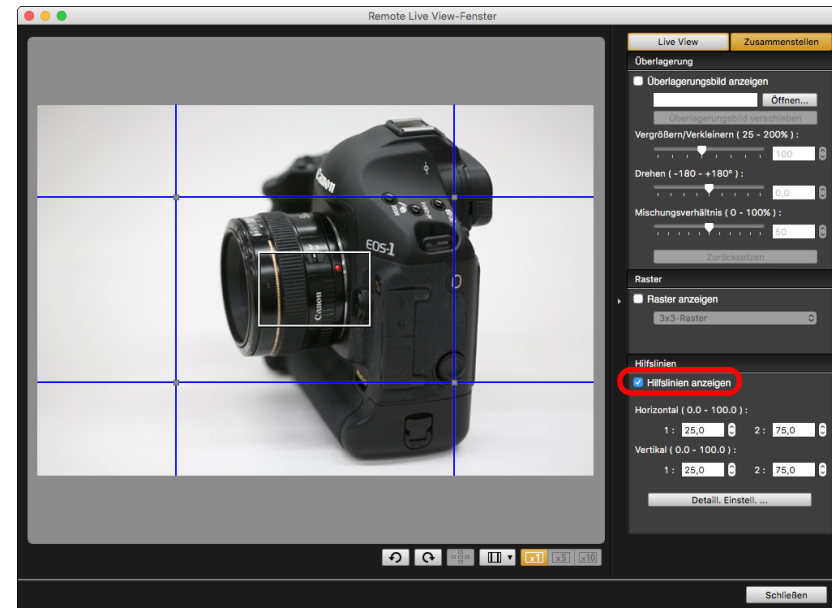 Remote Live View-Fenster
Live View Zusammenstellen
Überlagerung
Überlagerungsbild anzeigen
Öffnen...
Überlagerungsbild verschieben
Vergrößern/Verkleinern ( 25 - 200% ) :
100
Drehen ( -180 - +180° ) :
0,0
Mischungsverhältnis ( 0 - 100% ) :
50
Zurücksetzen
Raster
Raster anzeigen
3x3-Raster
Hilfslinien
Hilfslinien anzeigen
Horizontal ( 0.0 - 100.0 ) :
1 : 25,0 2 : 75,0
Vertikal ( 0.0 - 100.0 ) :
1 : 25,0 2 : 75,0
Detaill. Einstell. ...
Canon
EOS-1
Canon
x1 x5 x10
Schließen